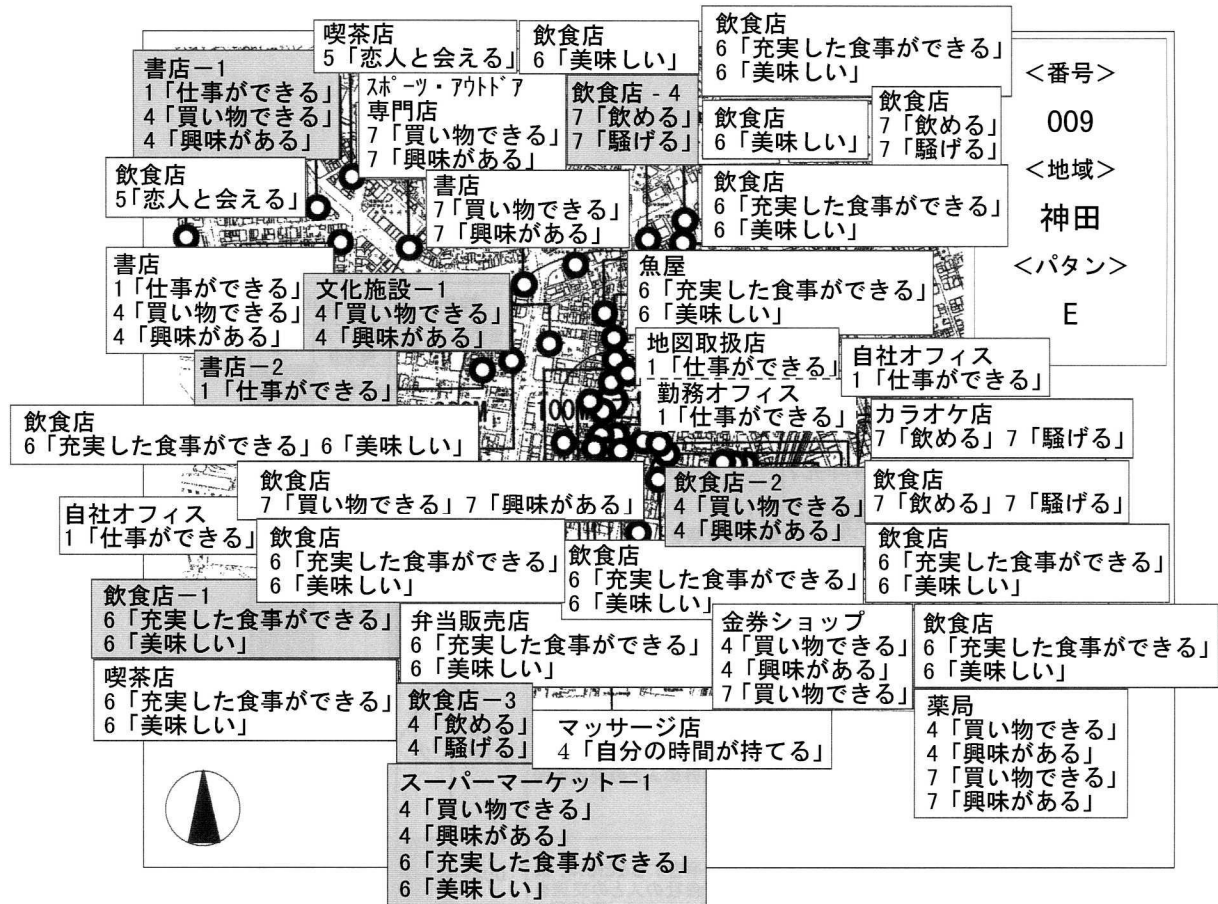 喫茶店
5「恋人と会える」
飲食店
6「美味しい」
飲食店
6「充実した食事ができる」
6「美味しい」
<番号>
009
<地域>
神田
<パタン>
E
書店－1
1「仕事ができる」
4「買い物できる」
4「興味がある」
スポーツ・アウトドア
専門店
7「買い物できる」
7「興味がある」
飲食店 - 4
7「飲める」
7「騒げる」
飲食店
6「美味しい」
飲食店
7「飲める」
7「騒げる」
飲食店
5「恋人と会える」
書店
7「買い物できる」
7「興味がある」
飲食店
6「充実した食事ができる」
6「美味しい」
書店
1「仕事ができる」
4「買い物できる」
4「興味がある」
文化施設－1
4「買い物できる」
4「興味がある」
魚屋
6「充実した食事ができる」
6「美味しい」
書店－2
1「仕事ができる」
地図取扱店
1「仕事ができる」
勤務オフィス
1「仕事ができる」
自社オフィス
1「仕事ができる」
100M
飲食店
6「充実した食事ができる」6「美味しい」
カラオケ店
7「飲める」7「騒げる」
飲食店
7「買い物できる」7「興味がある」
飲食店－2
4「買い物できる」
4「興味がある」
飲食店
7「飲める」7「騒げる」
自社オフィス
1「仕事ができる」
飲食店
6「充実した食事ができる」
6「美味しい」
飲食店
6「充実した食事ができる」
6「美味しい」
飲食店
6「充実した食事ができる」
6「美味しい」
飲食店－1
6「充実した食事ができる」
6「美味しい」
弁当販売店
6「充実した食事ができる」
6「美味しい」
金券ショップ
4「買い物できる」
4「興味がある」
7「買い物できる」
飲食店
6「充実した食事ができる」
6「美味しい」
喫茶店
6「充実した食事ができる」
6「美味しい」
飲食店－3
4「飲める」
4「騒げる」
マッサージ店
4「自分の時間が持てる」
薬局
4「買い物できる」
4「興味がある」
7「買い物できる」
7「興味がある」
スーパーマーケット－1
4「買い物できる」
4「興味がある」
6「充実した食事ができる」
6「美味しい」